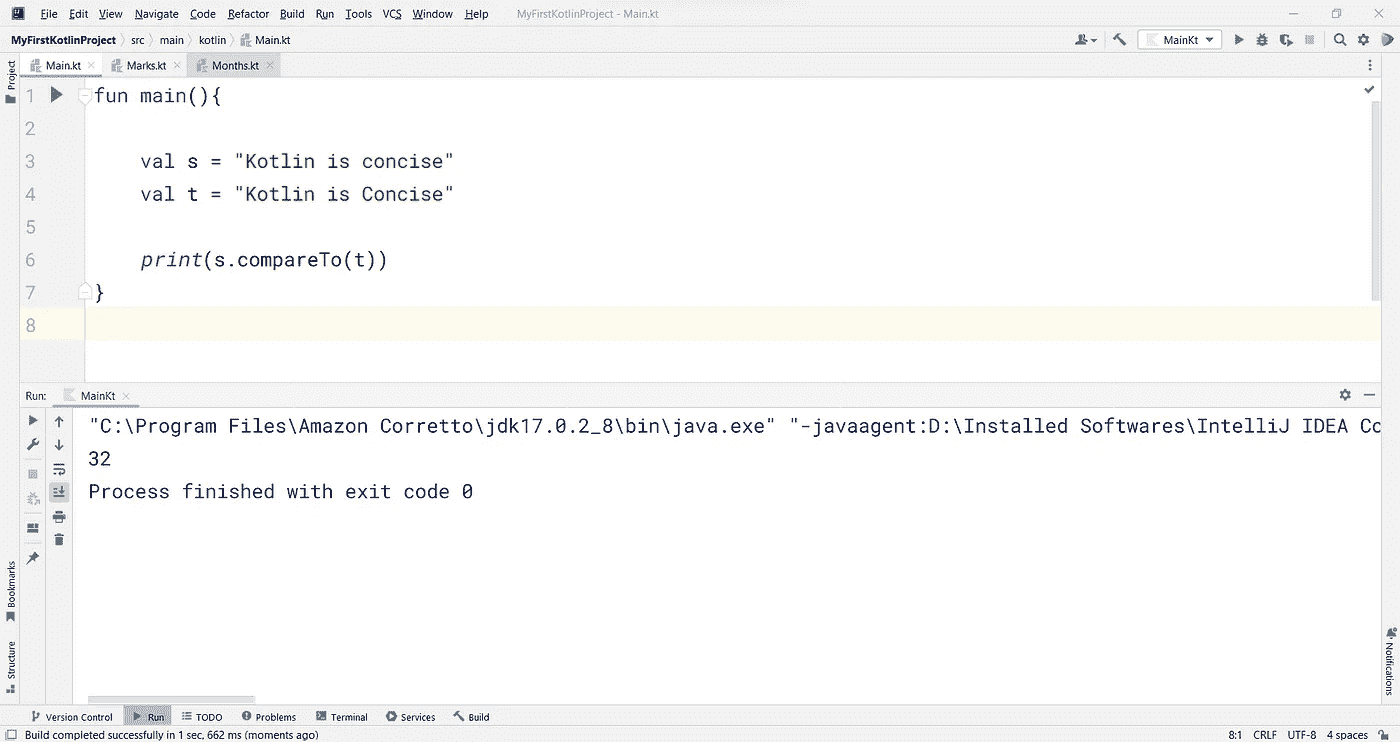 File Edit View Navigate Code Refactor Build Run Tools VCS Window Help MyFirstKotlinProject - Main.kt
MyFirstKotlinProject src main kotlin Main.kt MainKt
Project
Main.kt Marks.kt Months.kt
1 fun main(){
2
3 val s = "Kotlin is concise"
4 val t = "Kotlin is Concise"
5
6 print(s.compareTo(t))
7 }
8
Run: MainKt
"C:\Program Files\Amazon Corretto\jdk17.0.2_8\bin\java.exe" "-javaagent:D:\Installed Softwares\IntelliJ IDEA Co
32
Process finished with exit code 0
Bookmarks
Structure
Notifications
Version Control Run TODO Problems Terminal Services Build
Build completed successfully in 1 sec, 662 ms (moments ago) 8:1 CRLF UTF-8 4 spaces